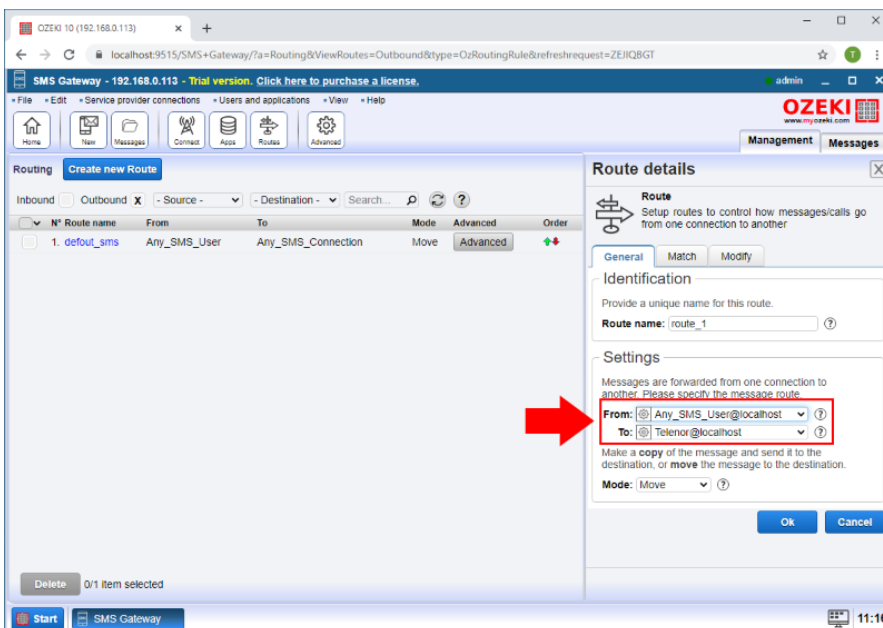 OZEKI 10 (192.168.0.113)
localhost:9515/SMS+Gateway/?a=Routing&ViewRoutes=Outbound&type=OzRoutingRule&refreshrequest=ZEJIQBGT
T
SMS Gateway - 192.168.0.113 - Trial version. Click here to purchase a license.
admin
File Edit Service provider connections Users and applications View Help
OZEKI
www.myozeki.com
Home New Messages Connect Apps Routes Advanced
Management Messages
Routing Create new Route
Inbound Outbound X - Source - - Destination - Search... ?
N° Route name From To Mode Advanced Order
1. defout_sms Any_SMS_User Any_SMS_Connection Move Advanced
Delete 0/1 item selected
Route details
Route
Setup routes to control how messages/calls go
from one connection to another
General Match Modify
Identification
Provide a unique name for this route.
Route name: route_1 ?
Settings
Messages are forwarded from one connection to
another. Please specify the message route.
From: Any_SMS_User@localhost ?
To: Telenor@localhost ?
Make a copy of the message and send it to the
destination, or move the message to the destination.
Mode: Move ?
Ok Cancel
Start SMS Gateway